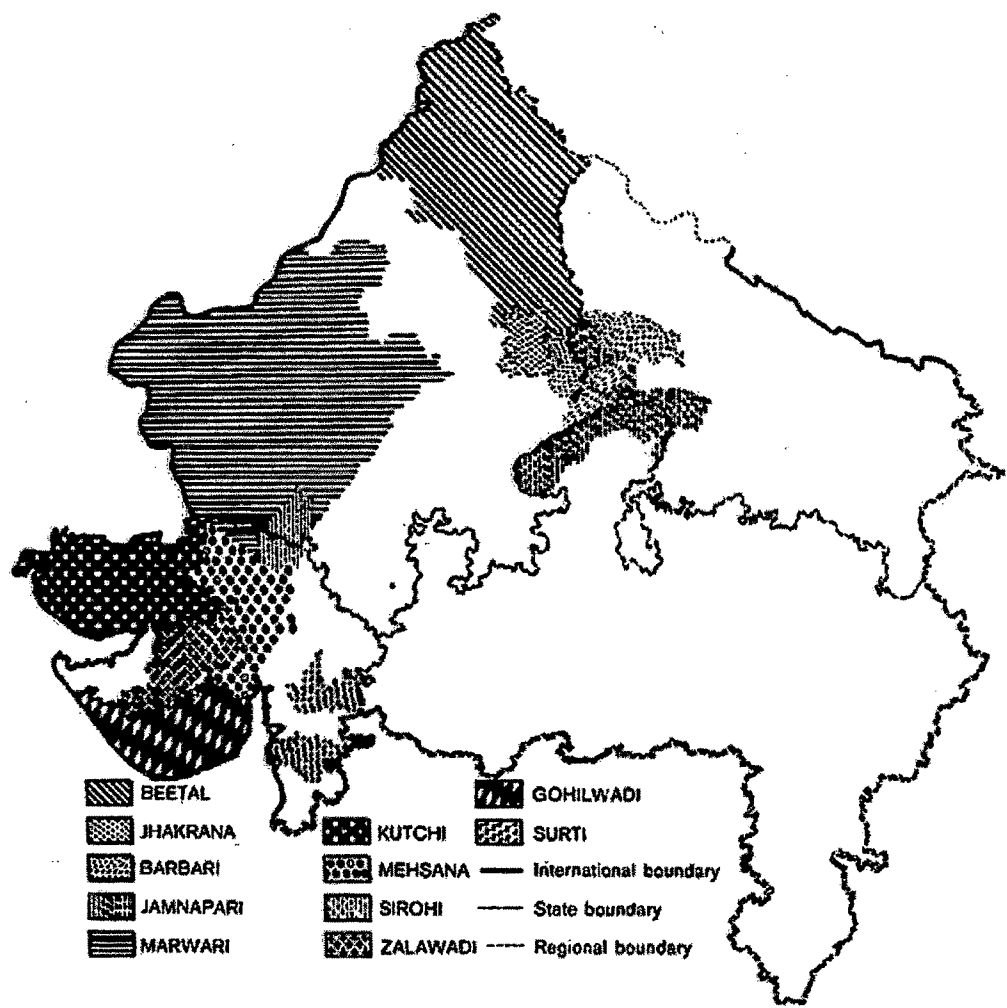 BEETAL
JHAKRANA
BARBARI
JAMNAPARI
MARWARI
KUTCHI
MEHSANA
SIROHI
ZALAWADI
GOHILWADI
SURTI
International boundary
State boundary
Regional boundary